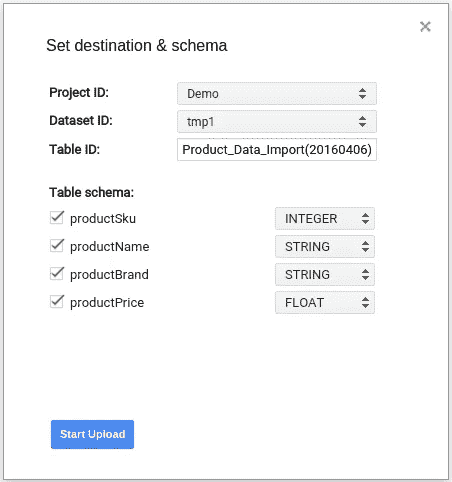 Set destination & schema
Project ID: Demo
Dataset ID: tmp1
Table ID: Product_Data_Import(20160406)
Table schema:
productSku INTEGER
productName STRING
productBrand STRING
productPrice FLOAT
Start Upload